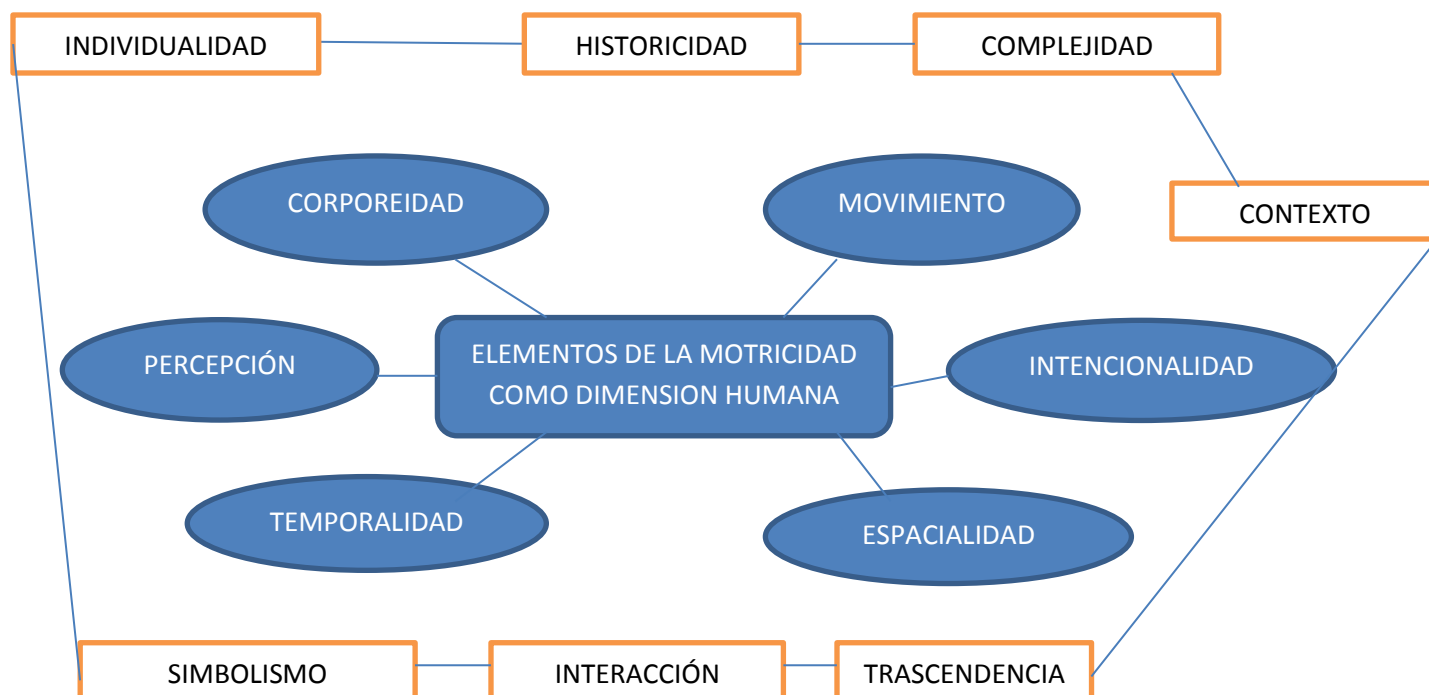 INDIVIDUALIDAD
HISTORICIDAD
COMPLEJIDAD
CORPOREIDAD
MOVIMIENTO
CONTEXTO
PERCEPCIÓN
ELEMENTOS DE LA MOTRICIDAD
COMO DIMENSION HUMANA
INTENCIONALIDAD
TEMPORALIDAD
ESPACIALIDAD
SIMBOLISMO
INTERACCIÓN
TRASCENDENCIA